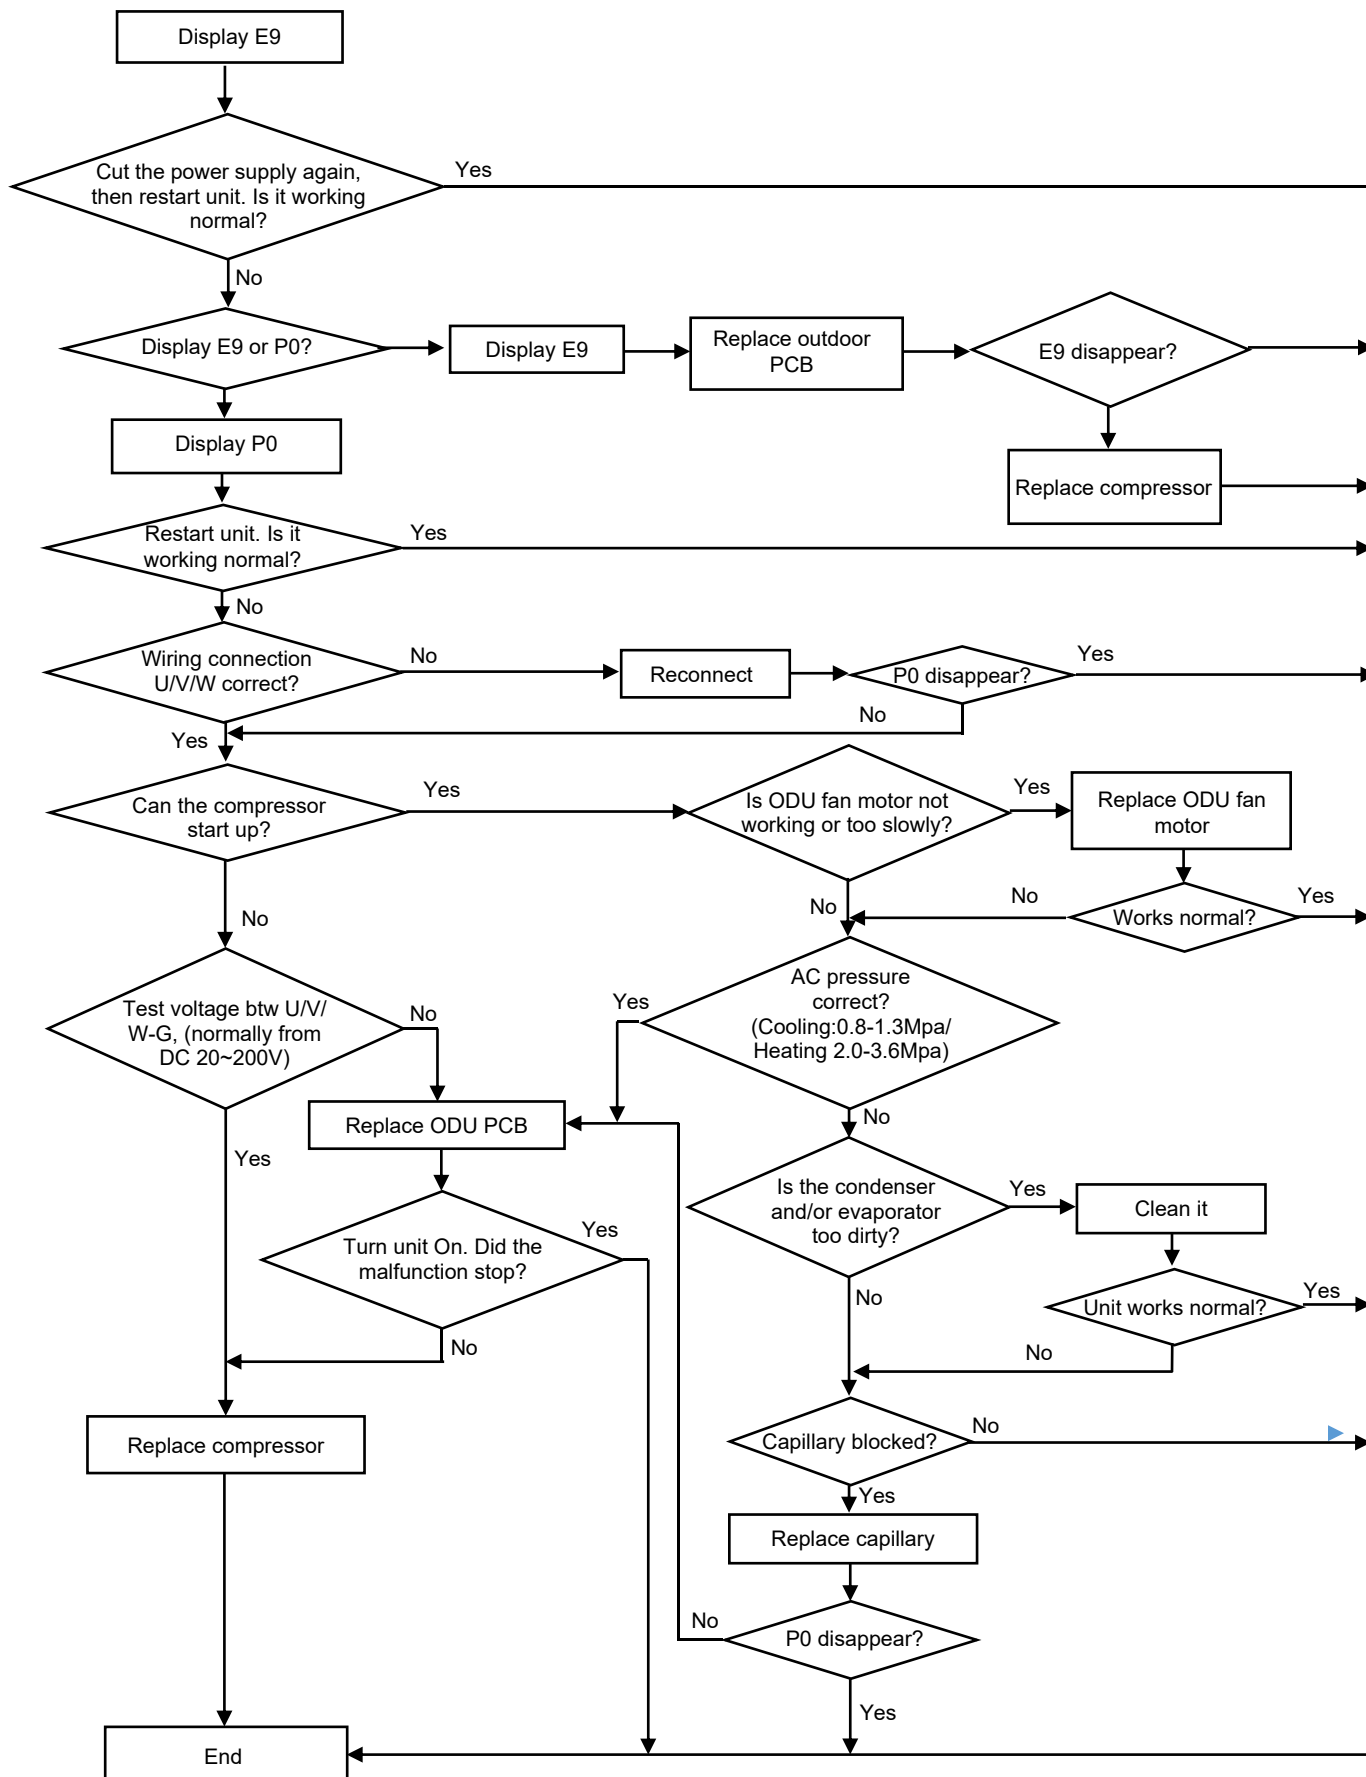 Display E9
Cut the power supply again,
then restart unit. Is it working
normal?
Yes
No
Display E9 or P0?
Display E9
Replace outdoor
PCB
E9 disappear?
Display P0
Replace compressor
Restart unit. Is it
working normal?
Yes
No
Wiring connection
U/V/W correct?
No
Reconnect
P0 disappear?
Yes
No
Yes
Can the compressor
start up?
Yes
Is ODU fan motor not
working or too slowly?
Yes
Replace ODU fan
motor
No
No
No
Works normal?
Yes
Test voltage btw U/V/
W-G, (normally from
DC 20~200V)
No
Yes
AC pressure
correct?
(Cooling:0.8-1.3Mpa/
Heating 2.0-3.6Mpa)
Replace ODU PCB
No
Yes
Is the condenser
and/or evaporator
too dirty?
Yes
Clean it
Turn unit On. Did the
malfunction stop?
Yes
No
No
Unit works normal?
Yes
No
Replace compressor
Capillary blocked?
No
Yes
Replace capillary
No
P0 disappear?
Yes
End